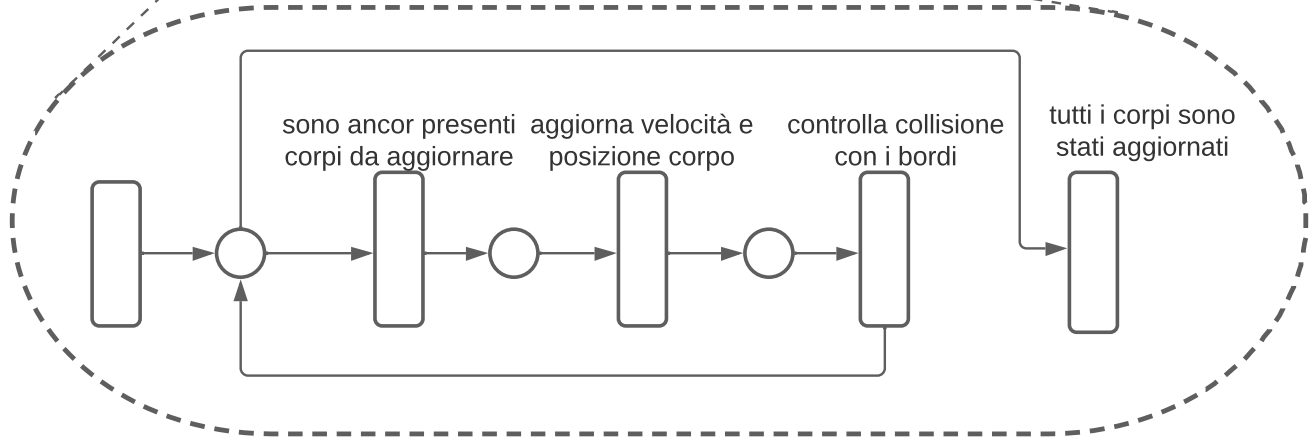 sono ancor presenti
corpi da aggiornare
aggiorna velocità e
posizione corpo
controlla collisione
con i bordi
tutti i corpi sono
stati aggiornati